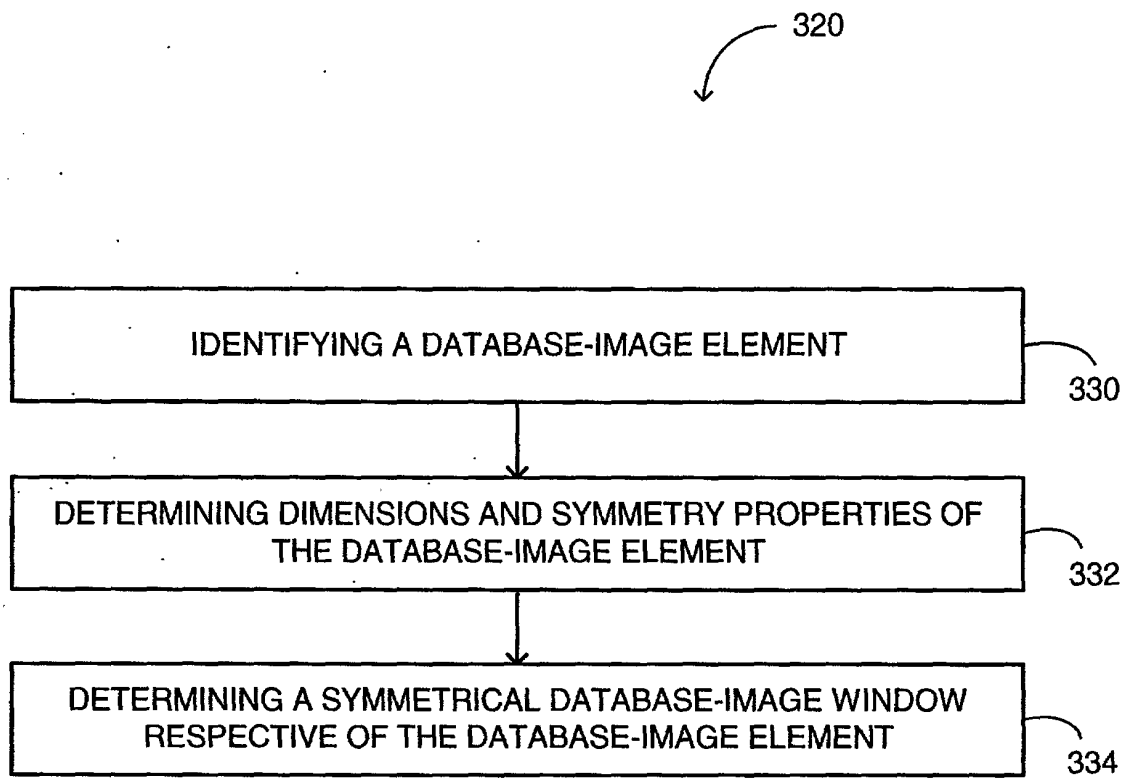 320
IDENTIFYING A DATABASE-IMAGE ELEMENT
330
DETERMINING DIMENSIONS AND SYMMETRY PROPERTIES OF
THE DATABASE-IMAGE ELEMENT
332
DETERMINING A SYMMETRICAL DATABASE-IMAGE WINDOW
RESPECTIVE OF THE DATABASE-IMAGE ELEMENT
334